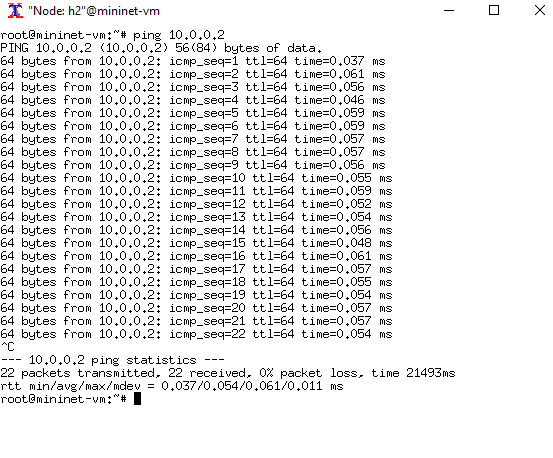 "Node: h2"@mininet-vm
root@mininet-vm:~# ping 10.0.0.2
PING 10.0.0.2 (10.0.0.2) 56(84) bytes of data.
64 bytes from 10.0.0.2: icmp_seq=1 ttl=64 time=0.037 ms
64 bytes from 10.0.0.2: icmp_seq=2 ttl=64 time=0.061 ms
64 bytes from 10.0.0.2: icmp_seq=3 ttl=64 time=0.056 ms
64 bytes from 10.0.0.2: icmp_seq=4 ttl=64 time=0.046 ms
64 bytes from 10.0.0.2: icmp_seq=5 ttl=64 time=0.059 ms
64 bytes from 10.0.0.2: icmp_seq=6 ttl=64 time=0.059 ms
64 bytes from 10.0.0.2: icmp_seq=7 ttl=64 time=0.057 ms
64 bytes from 10.0.0.2: icmp_seq=8 ttl=64 time=0.057 ms
64 bytes from 10.0.0.2: icmp_seq=9 ttl=64 time=0.056 ms
64 bytes from 10.0.0.2: icmp_seq=10 ttl=64 time=0.055 ms
64 bytes from 10.0.0.2: icmp_seq=11 ttl=64 time=0.059 ms
64 bytes from 10.0.0.2: icmp_seq=12 ttl=64 time=0.052 ms
64 bytes from 10.0.0.2: icmp_seq=13 ttl=64 time=0.054 ms
64 bytes from 10.0.0.2: icmp_seq=14 ttl=64 time=0.056 ms
64 bytes from 10.0.0.2: icmp_seq=15 ttl=64 time=0.048 ms
64 bytes from 10.0.0.2: icmp_seq=16 ttl=64 time=0.061 ms
64 bytes from 10.0.0.2: icmp_seq=17 ttl=64 time=0.057 ms
64 bytes from 10.0.0.2: icmp_seq=18 ttl=64 time=0.055 ms
64 bytes from 10.0.0.2: icmp_seq=19 ttl=64 time=0.054 ms
64 bytes from 10.0.0.2: icmp_seq=20 ttl=64 time=0.057 ms
64 bytes from 10.0.0.2: icmp_seq=21 ttl=64 time=0.057 ms
64 bytes from 10.0.0.2: icmp_seq=22 ttl=64 time=0.054 ms
^C
--- 10.0.0.2 ping statistics ---
22 packets transmitted, 22 received, 0% packet loss, time 21493ms
rtt min/avg/max/mdev = 0.037/0.054/0.061/0.011 ms
root@mininet-vm:~#